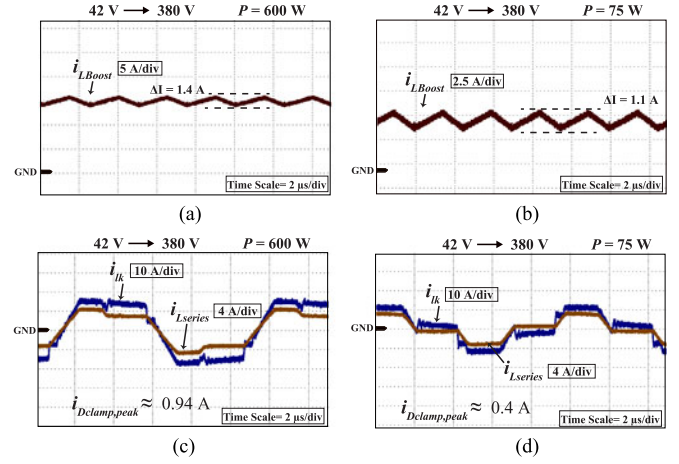 42 V → 380 V P = 600 W
i_LBoost 5 A/div
ΔI = 1.4 A
GND
Time Scale= 2 μs/div
(a)
42 V → 380 V P = 75 W
i_LBoost 2.5 A/div
ΔI = 1.1 A
GND
Time Scale= 2 μs/div
(b)
42 V → 380 V P = 600 W
i_lk 10 A/div
i_Lseries 4 A/div
GND
i_Dclamp,peak ≈ 0.94 A
Time Scale= 2 μs/div
(c)
42 V → 380 V P = 75 W
i_lk
10 A/div
GND
i_Lseries 4 A/div
i_Dclamp,peak ≈ 0.4 A
Time Scale= 2 μs/div
(d)